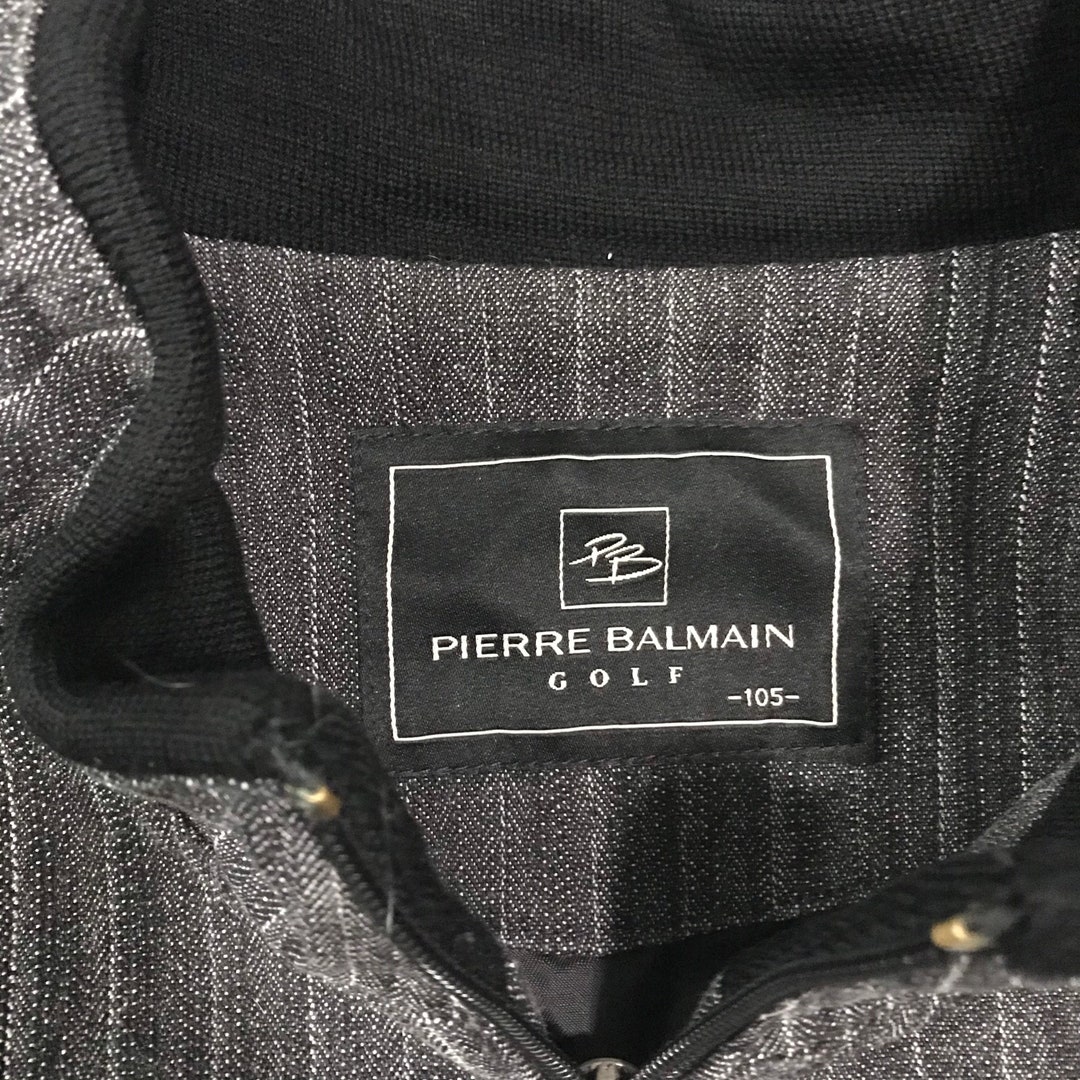 PB
PIERRE BALMAIN
GOLF
-105-